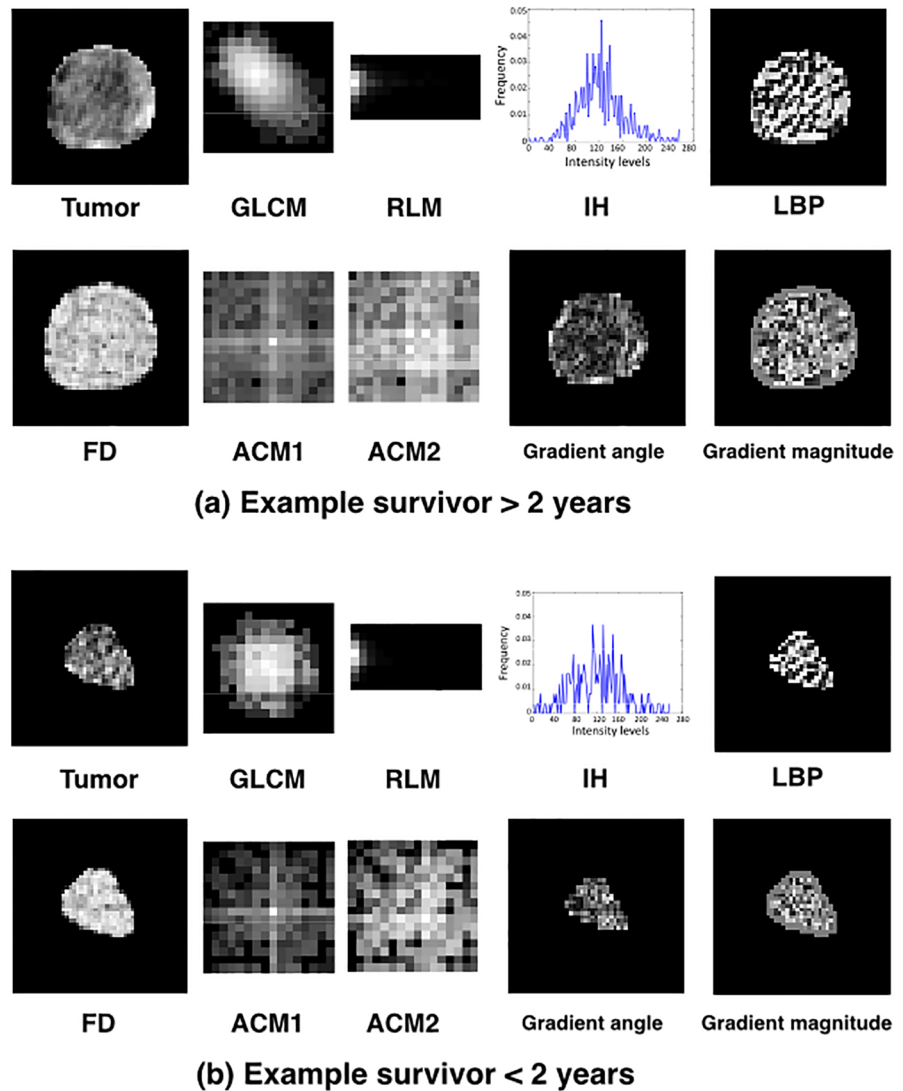 0.05
0.04
0.03
0.02
0.01
0
Frequency
0 40 80 120 160 200 240 280
Intensity levels
Tumor GLCM RLM IH LBP
FD ACM1 ACM2 Gradient angle Gradient magnitude
(a) Example survivor > 2 years
0.05
0.04
0.03
0.02
0.01
0
Frequency
0 40 80 120 160 200 240 280
Intensity levels
Tumor GLCM RLM IH LBP
FD ACM1 ACM2 Gradient angle Gradient magnitude
(b) Example survivor < 2 years